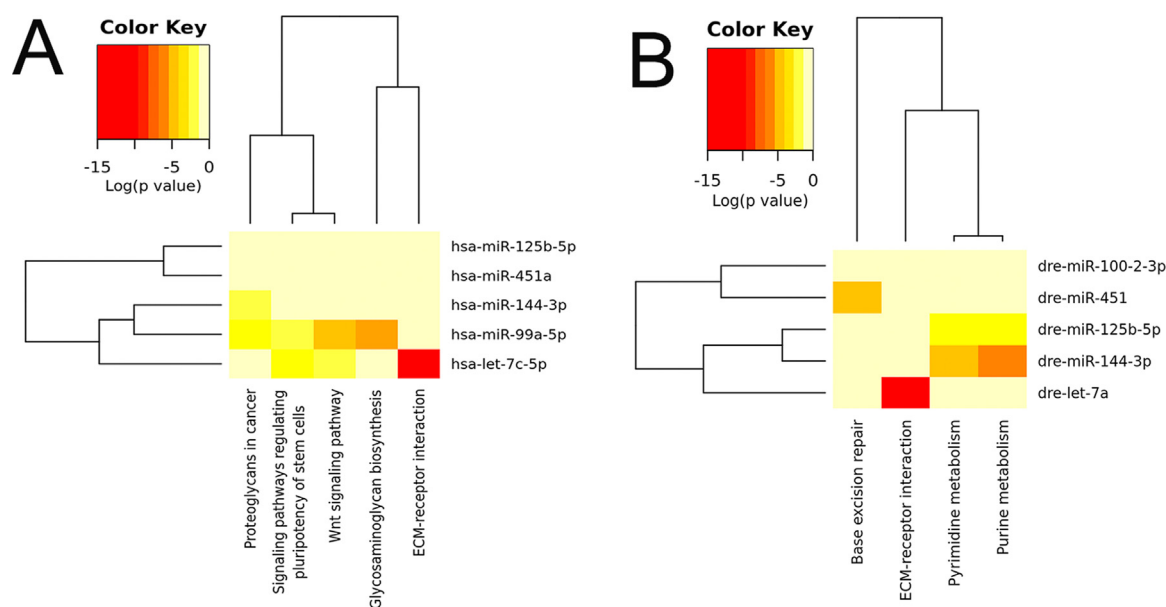 A
Color Key
-15
-5
0
Log(p value)
hsa-miR-125b-5p
hsa-miR-451a
hsa-miR-144-3p
hsa-miR-99a-5p
hsa-let-7c-5p
Proteoglycans in cancer
Signaling pathways regulating
pluripotency of stem cells
Wnt signaling pathway
Glycosaminoglycan biosynthesis
ECM-receptor interaction
B
Color Key
-15
-5
0
Log(p value)
dre-miR-100-2-3p
dre-miR-451
dre-miR-125b-5p
dre-miR-144-3p
dre-let-7a
Base excision repair
ECM-receptor interaction
Pyrimidine metabolism
Purine metabolism